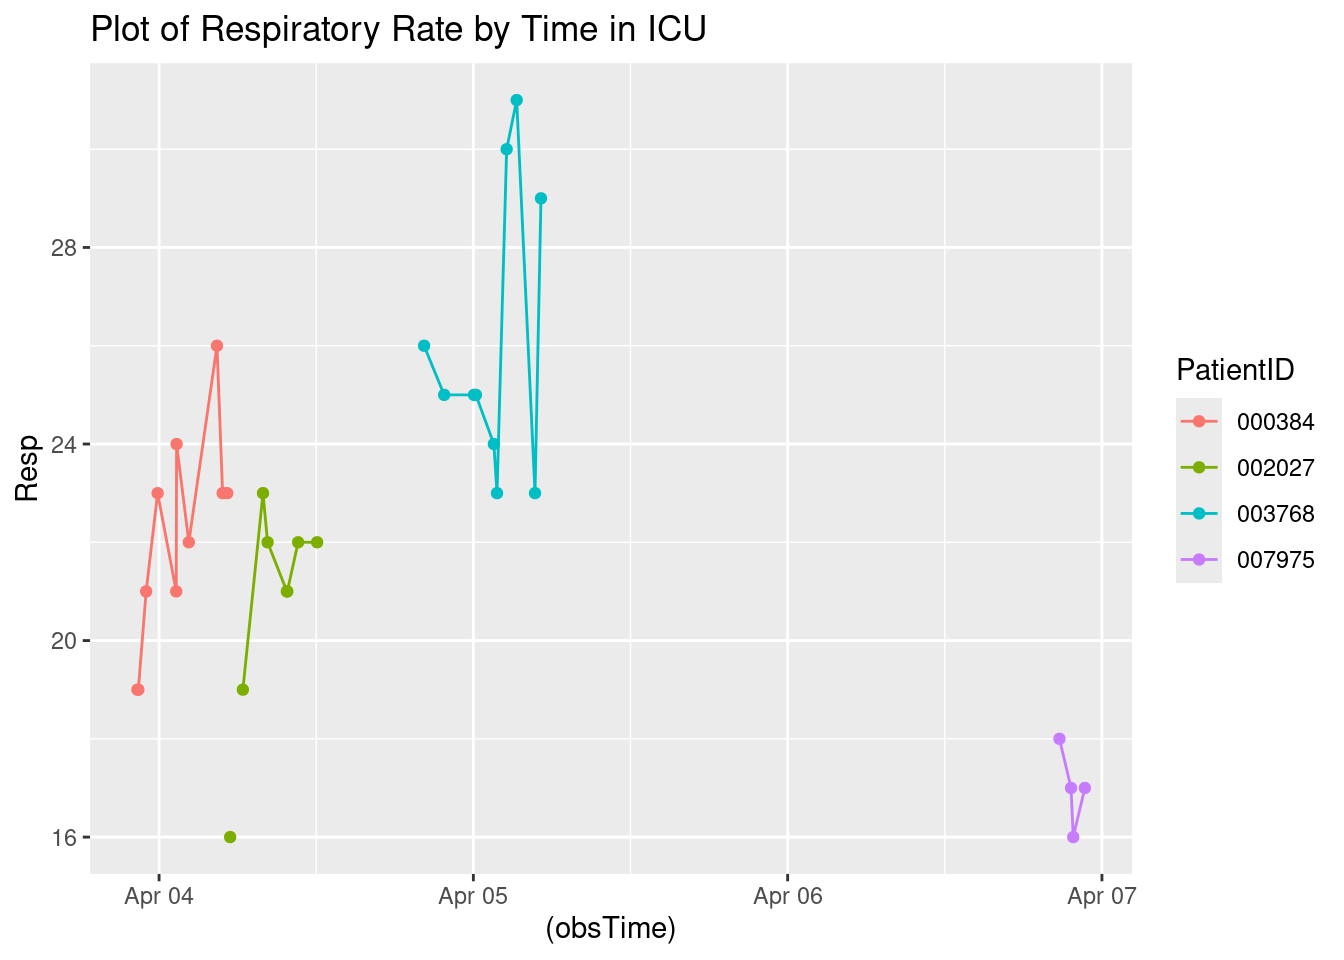 Plot of Respiratory Rate by Time in ICU
Resp
28
24
20
16
Apr 04
Apr 05
Apr 06
Apr 07
(obsTime)
PatientID
000384
002027
003768
007975